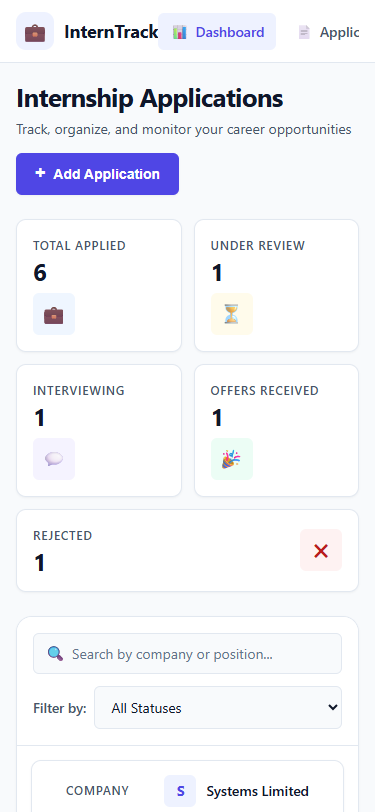 InternTrack Dashboard Applic
Internship Applications
Track, organize, and monitor your career opportunities
+ Add Application
TOTAL APPLIED
6
UNDER REVIEW
1
INTERVIEWING
1
OFFERS RECEIVED
1
REJECTED
1
Search by company or position...
Filter by: All Statuses
COMPANY S Systems Limited